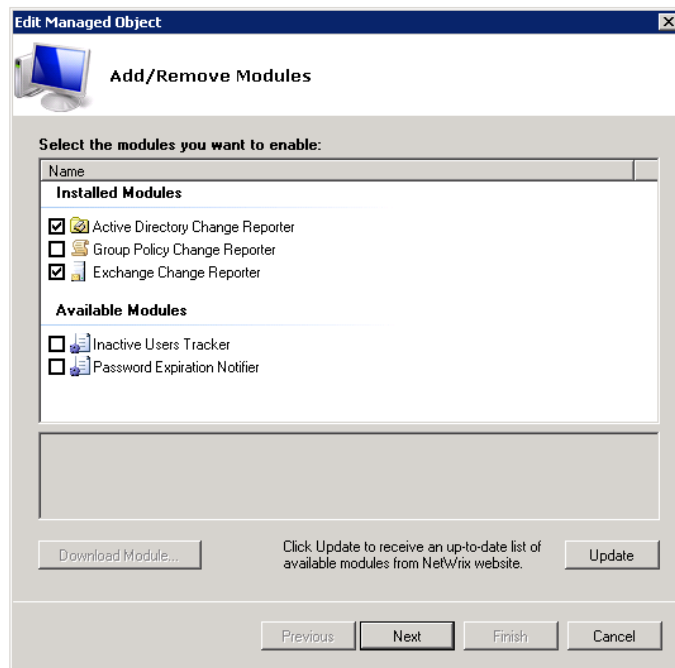 Edit Managed Object
Add/Remove Modules
Select the modules you want to enable:
Name
Installed Modules
Active Directory Change Reporter
Group Policy Change Reporter
Exchange Change Reporter
Available Modules
Inactive Users Tracker
Password Expiration Notifier
Download Module...
Click Update to receive an up-to-date list of
available modules from NetWrix website.
Update
Previous
Next
Finish
Cancel